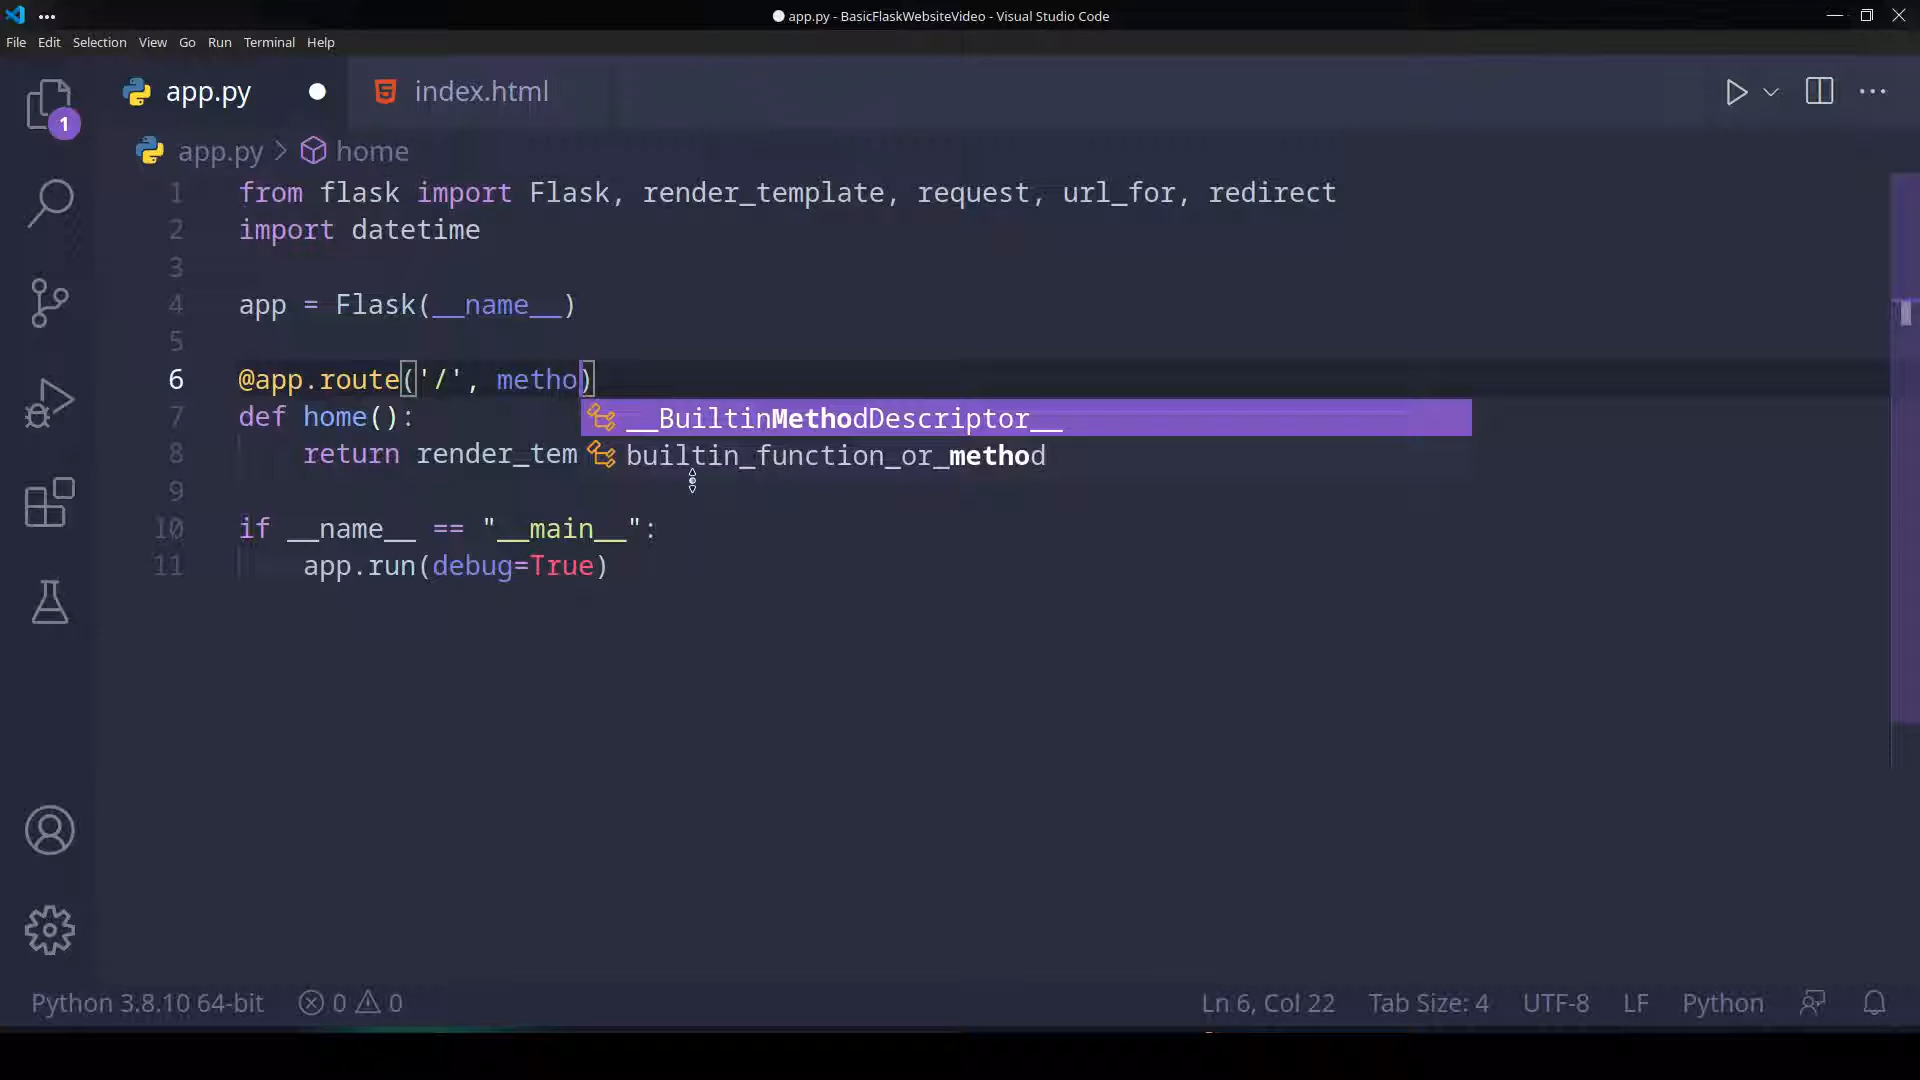 app.py - BasicFlaskWebsiteVideo - Visual Studio Code
File Edit Selection View Go Run Terminal Help
app.py index.html
1
app.py > home
1 from flask import Flask, render_template, request, url_for, redirect
2 import datetime
3
4 app = Flask(__name__)
5
6 @app.route('/', metho)
7 def home():
__BuiltinMethodDescriptor__
8 return render_tem
builtin_function_or_method
9
10 if __name__ == "__main__":
11 app.run(debug=True)
Python 3.8.10 64-bit 0 0 Ln 6, Col 22 Tab Size: 4 UTF-8 LF Python